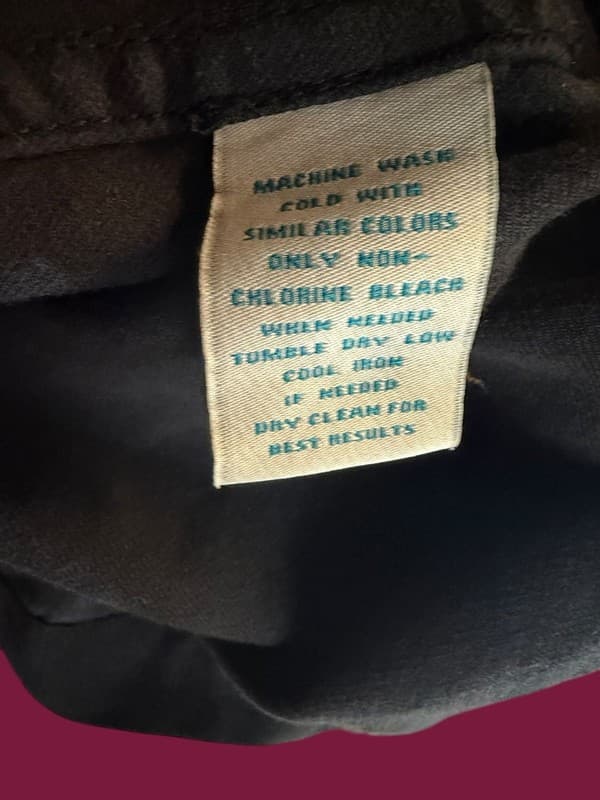 MACHINE WASH
COLD WITH
SIMILAR COLORS
ONLY NON-
CHLORINE BLEACH
WHEN NEEDED
TUMBLE DRY LOW
COOL IRON
IF NEEDED
DRY CLEAN FOR
BEST RESULTS